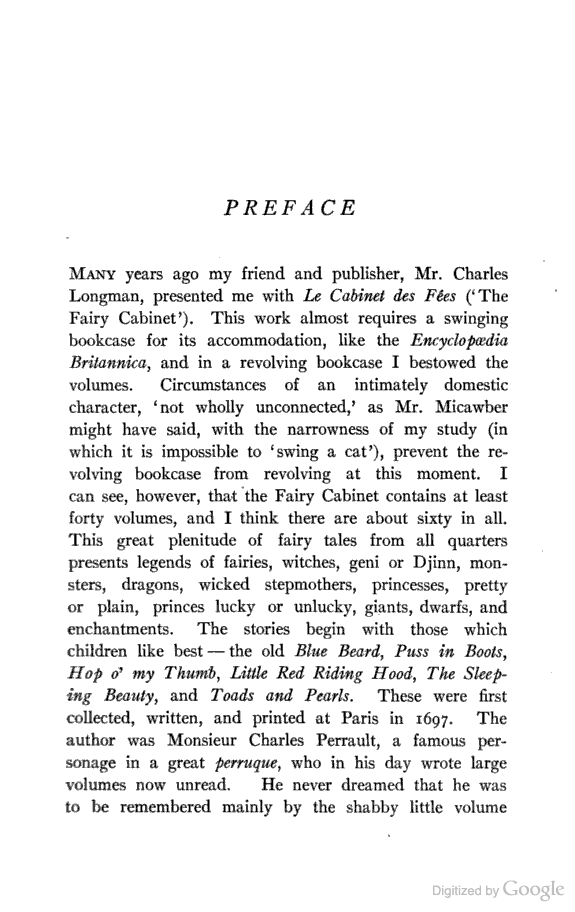 PREFACE
MANY years ago my friend and publisher, Mr. Charles
Longman, presented me with Le Cabinet des Fées ('The
Fairy Cabinet'). This work almost requires a swinging
bookcase for its accommodation, like the Encyclopædia
Britannica, and in a revolving bookcase I bestowed the
volumes. Circumstances of an intimately domestic
character, 'not wholly unconnected,' as Mr. Micawber
might have said, with the narrowness of my study (in
which it is impossible to 'swing a cat'), prevent the re-
volving bookcase from revolving at this moment. I
can see, however, that the Fairy Cabinet contains at least
forty volumes, and I think there are about sixty in all.
This great plenitude of fairy tales from all quarters
presents legends of fairies, witches, geni or Djinn, mon-
sters, dragons, wicked stepmothers, princesses, pretty
or plain, princes lucky or unlucky, giants, dwarfs, and
enchantments. The stories begin with those which
children like best — the old Blue Beard, Puss in Boots,
Hop o' my Thumb, Little Red Riding Hood, The Sleep-
ing Beauty, and Toads and Pearls. These were first
collected, written, and printed at Paris in 1697. The
author was Monsieur Charles Perrault, a famous per-
sonage in a great perruque, who in his day wrote large
volumes now unread. He never dreamed that he was
to be remembered mainly by the shabby little volume
Digitized by Google